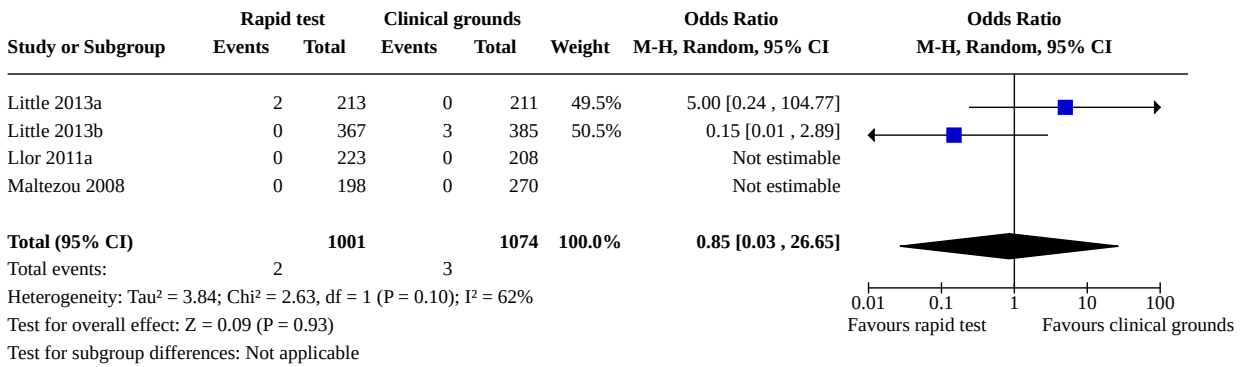 Rapid test Clinical grounds Odds Ratio Odds Ratio
Study or Subgroup Events Total Events Total Weight M-H, Random, 95% CI M-H, Random, 95% CI
Little 2013a 2 213 0 211 49.5% 5.00 [0.24 , 104.77]
Little 2013b 0 367 3 385 50.5% 0.15 [0.01 , 2.89]
Llor 2011a 0 223 0 208 Not estimable
Maltezou 2008 0 198 0 270 Not estimable
Total (95% CI) 1001 1074 100.0% 0.85 [0.03 , 26.65]
Total events: 2 3
Heterogeneity: Tau² = 3.84; Chi² = 2.63, df = 1 (P = 0.10); I² = 62%
Test for overall effect: Z = 0.09 (P = 0.93)
Test for subgroup differences: Not applicable
0.01 0.1 1 10 100
Favours rapid test Favours clinical grounds